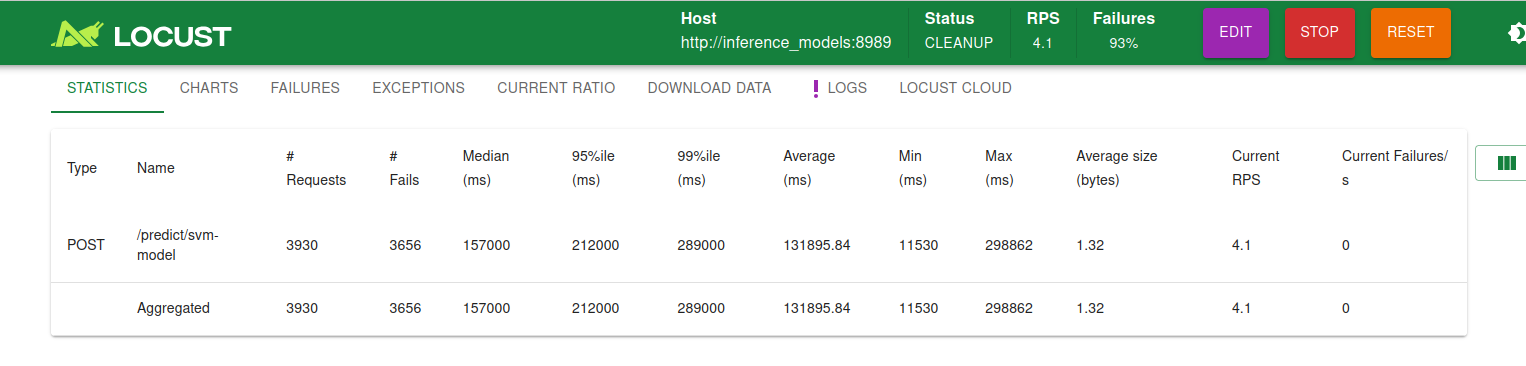 LOCUST
Host
http://inference_models:8989
Status
CLEANUP
RPS
4.1
Failures
93%
EDIT
STOP
RESET
STATISTICS
CHARTS
FAILURES
EXCEPTIONS
CURRENT RATIO
DOWNLOAD DATA
! LOGS
LOCUST CLOUD
Type
Name
#
Requests
#
Fails
Median
(ms)
95%ile
(ms)
99%ile
(ms)
Average
(ms)
Min
(ms)
Max
(ms)
Average size
(bytes)
Current
RPS
Current Failures/
s
POST
/predict/svm-
model
3930
3656
157000
212000
289000
131895.84
11530
298862
1.32
4.1
0
Aggregated
3930
3656
157000
212000
289000
131895.84
11530
298862
1.32
4.1
0